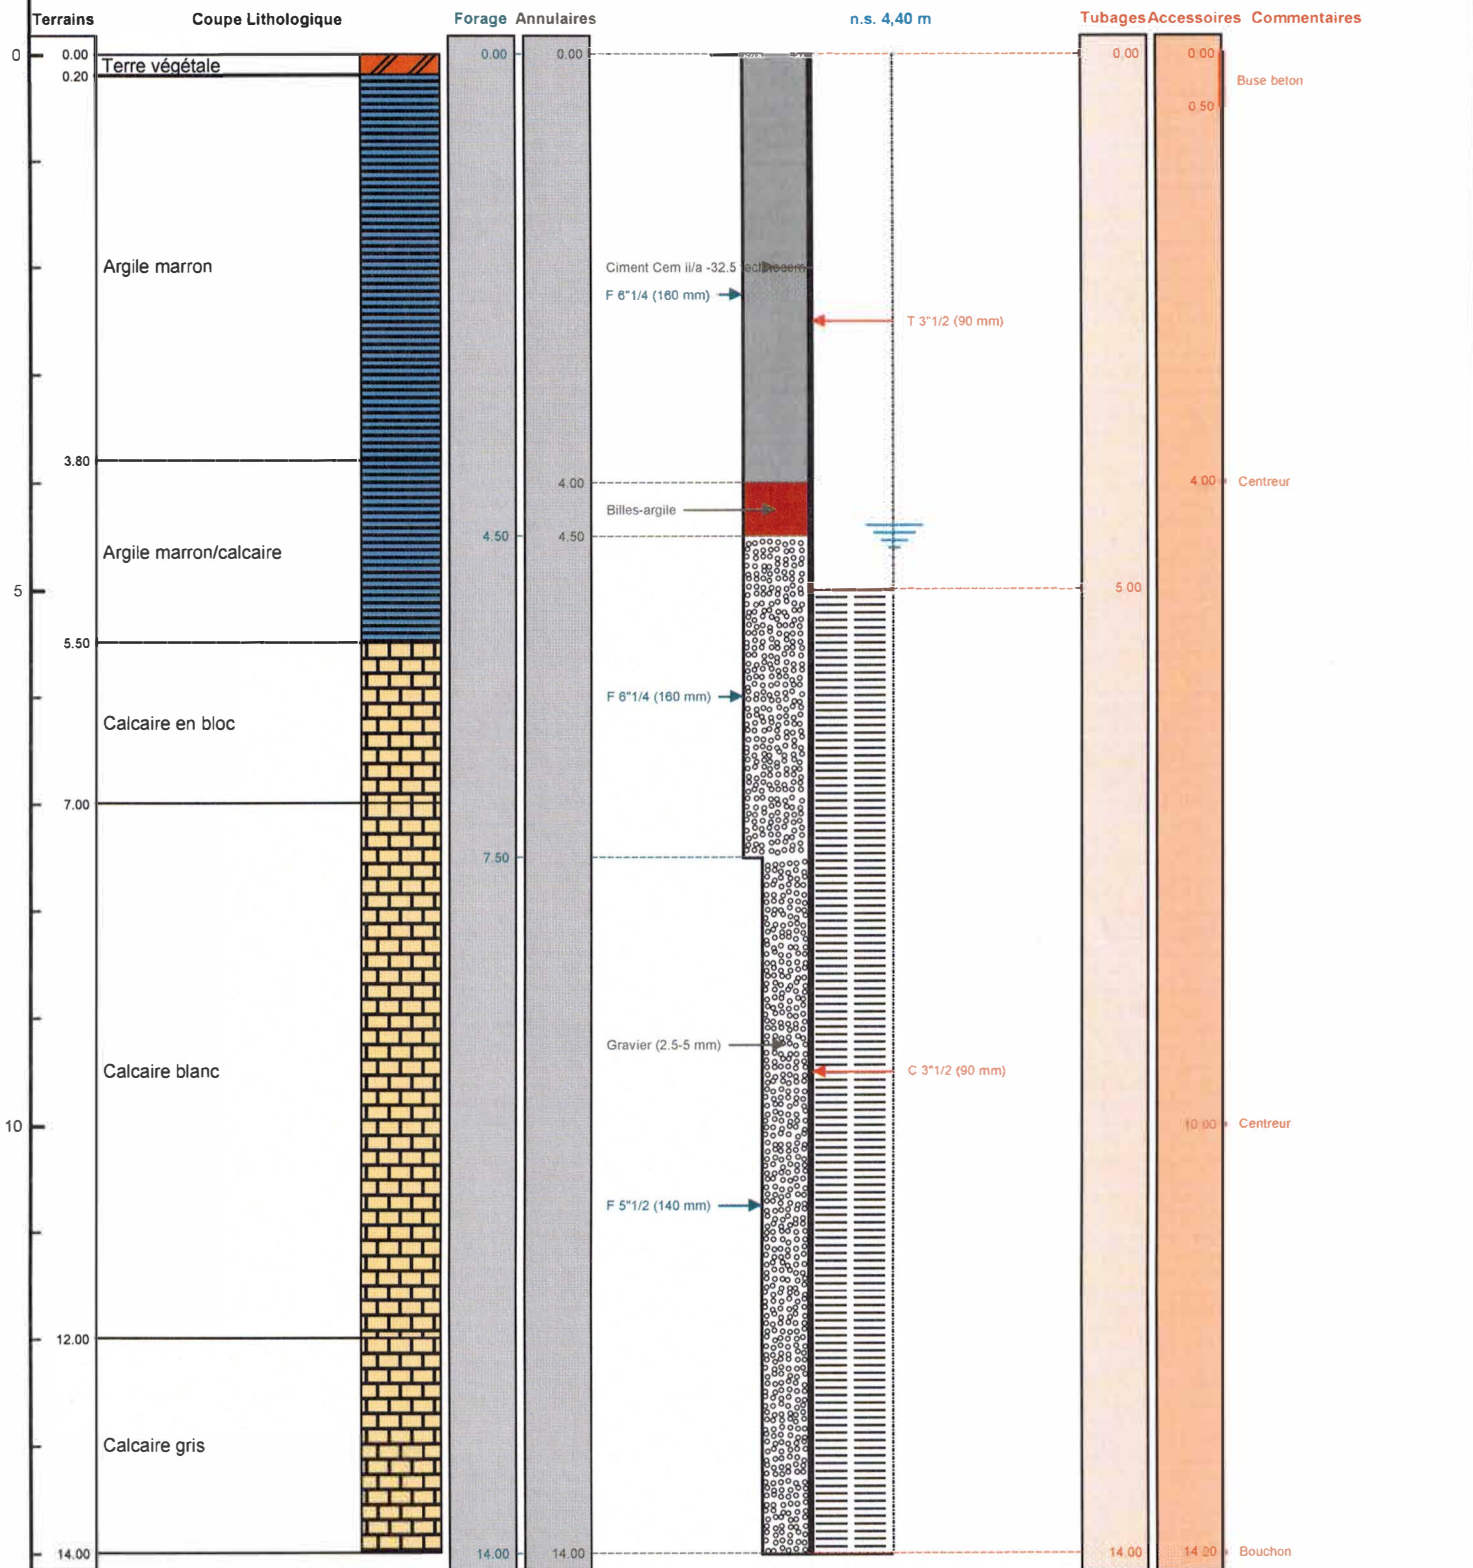 Terrains Coupe Lithologique Forage Annulaires n.s. 4,40 m Tubages Accessoires Commentaires
0 0.00 Terre végétale 0.00 0.00 0,00 0.00
0.20 Buse beton
0.50
Argile marron Ciment Cem ii/a -32.5
F 6"1/4 (160 mm)
T 3"1/2 (90 mm)
3.80
4.00 4.00 Centreur
Billes-argile
4.50 4.50
Argile marron/calcaire
5 5.00
5.50
F 6"1/4 (160 mm)
Calcaire en bloc
7.00
7.50
Gravier (2.5-5 mm)
Calcaire blanc C 3"1/2 (90 mm)
10 10.00 Centreur
F 5"1/2 (140 mm)
12.00
Calcaire gris
14.00 14.00 14.00 14.00 14.20 Bouchon